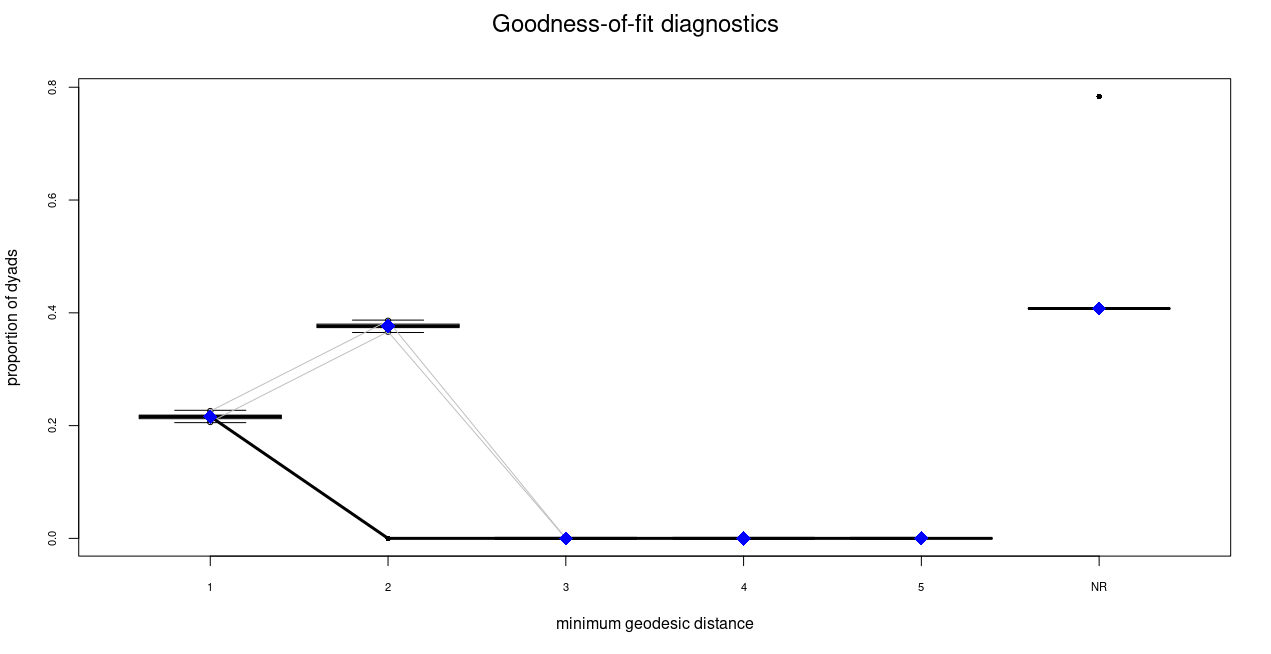 Goodness-of-fit diagnostics
proportion of dyads
0.8
0.6
0.4
0.2
0.0
1 2 3 4 5 NR
minimum geodesic distance